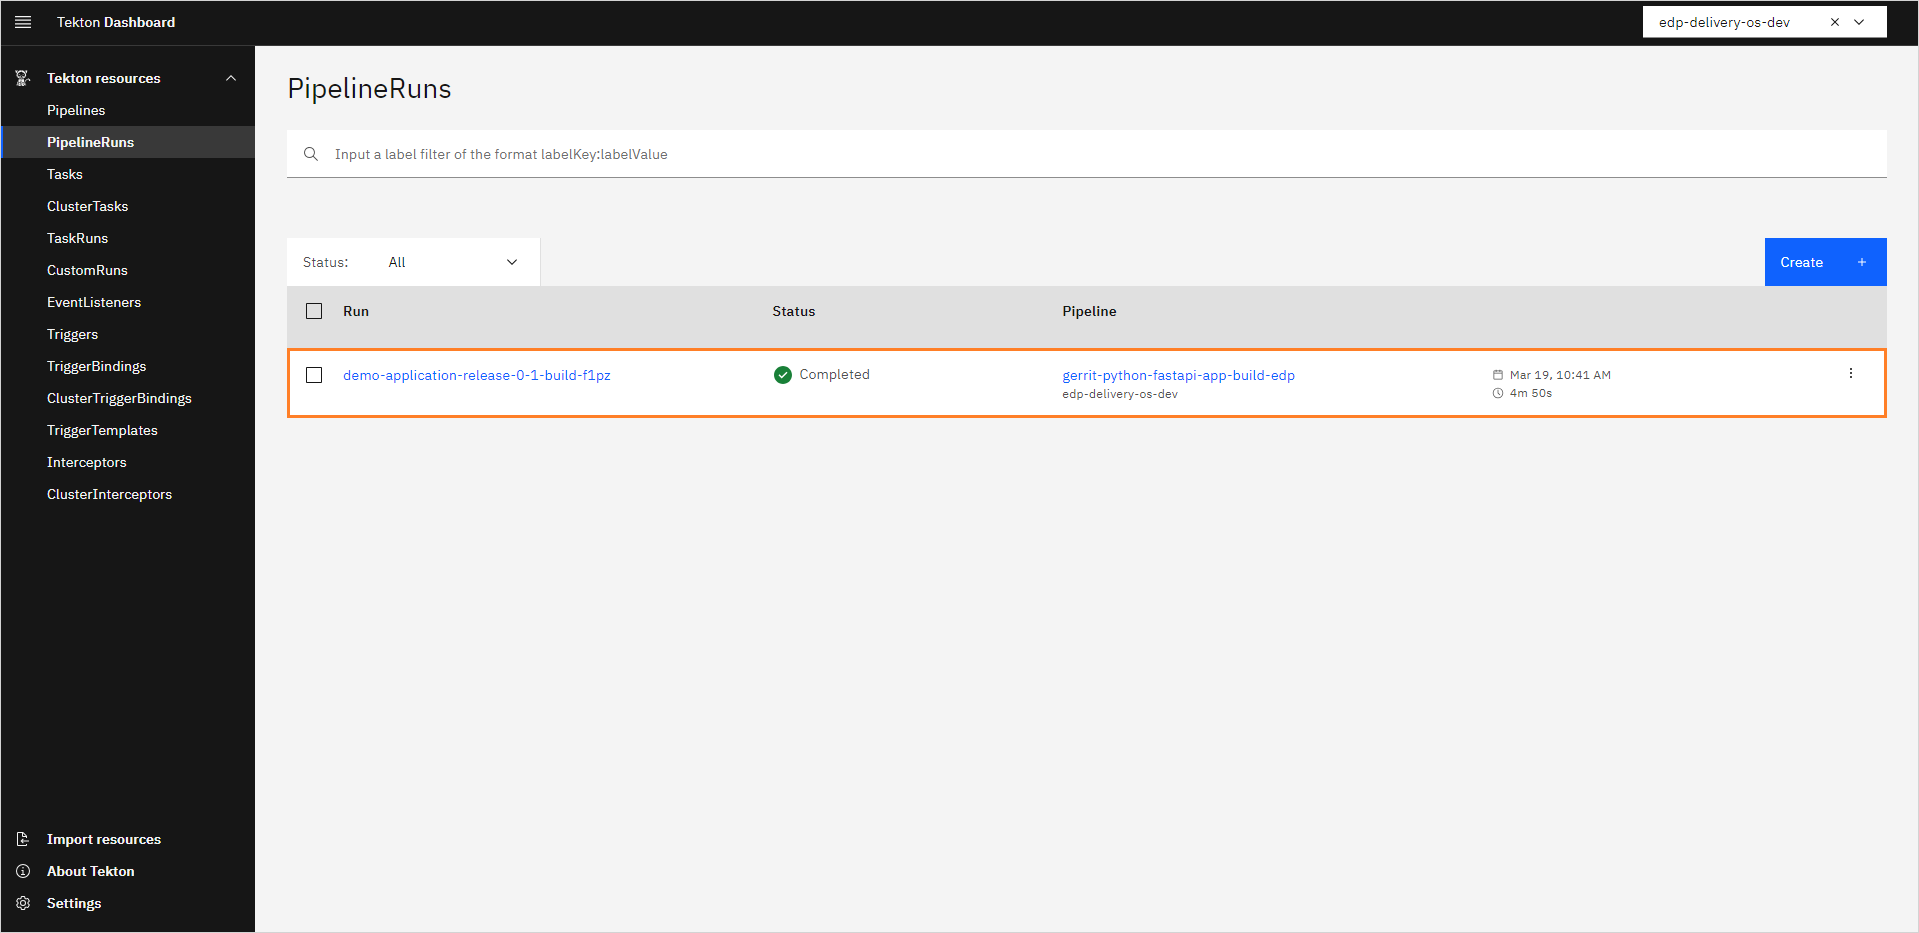 Tekton Dashboard
edp-delivery-os-dev
Tekton resources
Pipelines
PipelineRuns
Tasks
ClusterTasks
TaskRuns
CustomRuns
EventListeners
Triggers
TriggerBindings
ClusterTriggerBindings
TriggerTemplates
Interceptors
ClusterInterceptors
Import resources
About Tekton
Settings
PipelineRuns
Input a label filter of the format labelKey:labelValue
Status: All
Create +
Run Status Pipeline
demo-application-release-0-1-build-f1pz Completed gerrit-python-fastapi-app-build-edp Mar 19, 10:41 AM
edp-delivery-os-dev 4m 50s